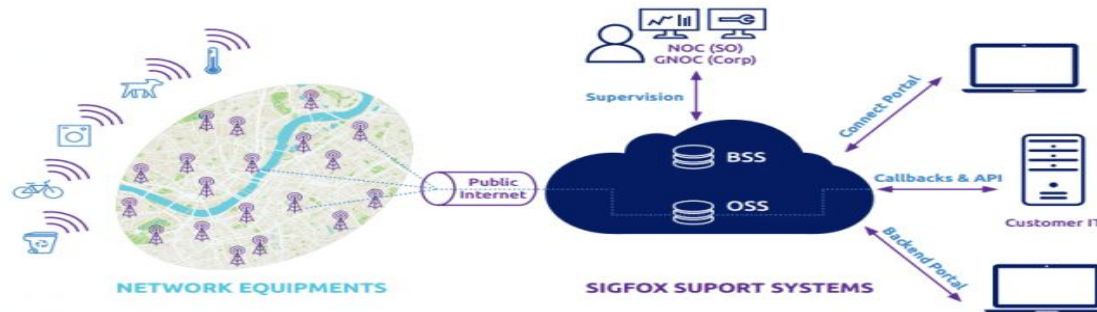 NOC (SO)
GNOC (Corp)
Supervision
Connect Portal
BSS
Public
Internet
Callbacks & API
OSS
Customer IT
Backend Portal
NETWORK EQUIPMENTS
SIGFOX SUPORT SYSTEMS